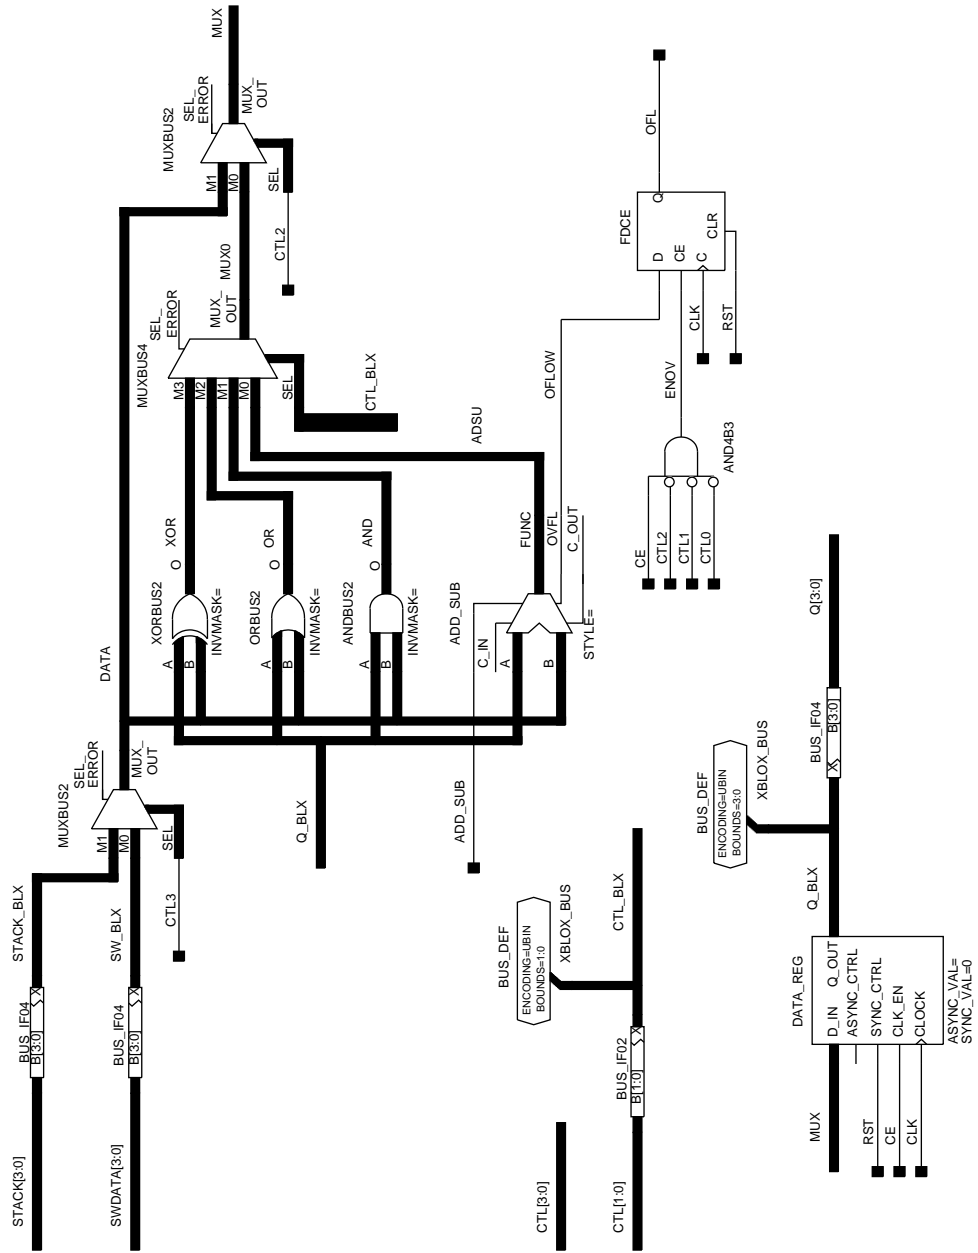 STACK[3:0]
BUS_IF04
B[3:0]
X
STACK_BLX
SWDATA[3:0]
BUS_IF04
B[3:0]
X
SW_BLX
MUXBUS2
M1
M0
SEL
SEL_
ERROR
MUX_
OUT
CTL3
DATA
Q_BLX
XORBUS2
A
B
INVMASK=
O
XOR
ORBUS2
A
B
INVMASK=
O
OR
ANDBUS2
A
B
INVMASK=
O
AND
ADD_SUB
ADD_SUB
C_IN
A
B
STYLE=
FUNC
OVFL
C_OUT
ADSU
OFLOW
MUXBUS4
M3
M2
M1
M0
SEL
SEL_
ERROR
MUX_
OUT
CTL_BLX
MUX0
MUXBUS2
M1
M0
SEL
SEL_
ERROR
MUX_
OUT
CTL2
MUX
CE
CTL2
CTL1
CTL0
AND4B3
ENOV
FDCE
D
CE
C
CLR
Q
CLK
RST
OFL
CTL[3:0]
CTL[1:0]
BUS_IF02
B[1:0]
X
BUS_DEF
ENCODING=UBIN
BOUNDS=1:0
XBLOX_BUS
CTL_BLX
MUX
RST
CE
CLK
DATA_REG
D_IN
Q_OUT
ASYNC_CTRL
SYNC_CTRL
CLK_EN
CLOCK
ASYNC_VAL=
SYNC_VAL=0
Q_BLX
BUS_DEF
ENCODING=UBIN
BOUNDS=3:0
XBLOX_BUS
BUS_IF04
X
B[3:0]
Q[3:0]